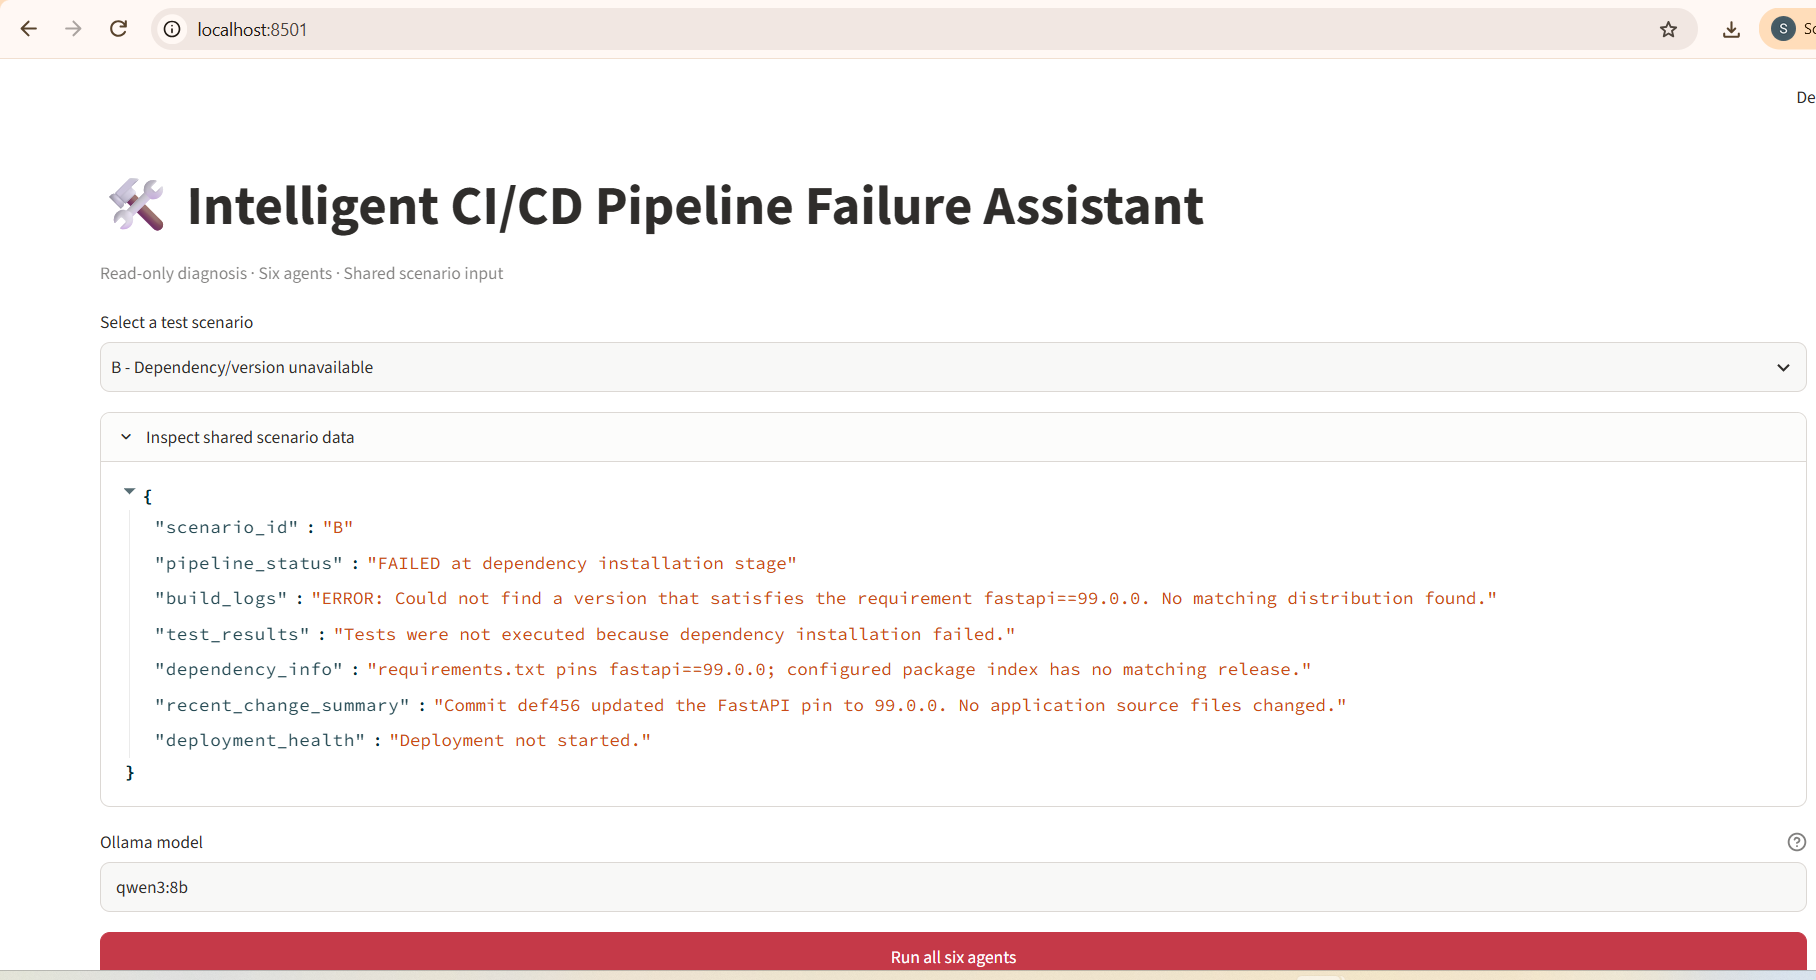 localhost:8501
S
De
Intelligent CI/CD Pipeline Failure Assistant
Read-only diagnosis · Six agents · Shared scenario input
Select a test scenario
B - Dependency/version unavailable
Inspect shared scenario data
{
"scenario_id" : "B"
"pipeline_status" : "FAILED at dependency installation stage"
"build_logs" : "ERROR: Could not find a version that satisfies the requirement fastapi==99.0.0. No matching distribution found."
"test_results" : "Tests were not executed because dependency installation failed."
"dependency_info" : "requirements.txt pins fastapi==99.0.0; configured package index has no matching release."
"recent_change_summary" : "Commit def456 updated the FastAPI pin to 99.0.0. No application source files changed."
"deployment_health" : "Deployment not started."
}
Ollama model
qwen3:8b
Run all six agents